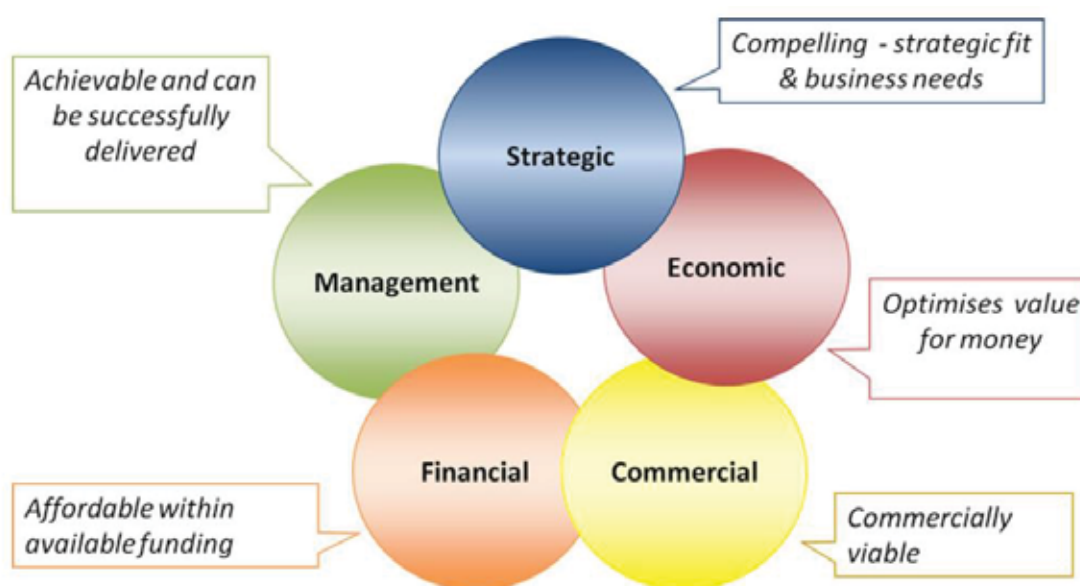 Compelling - strategic fit
& business needs
Achievable and can
be successfully
delivered
Strategic
Economic
Management
Optimises value
for money
Financial
Commercial
Affordable within
available funding
Commercially
viable